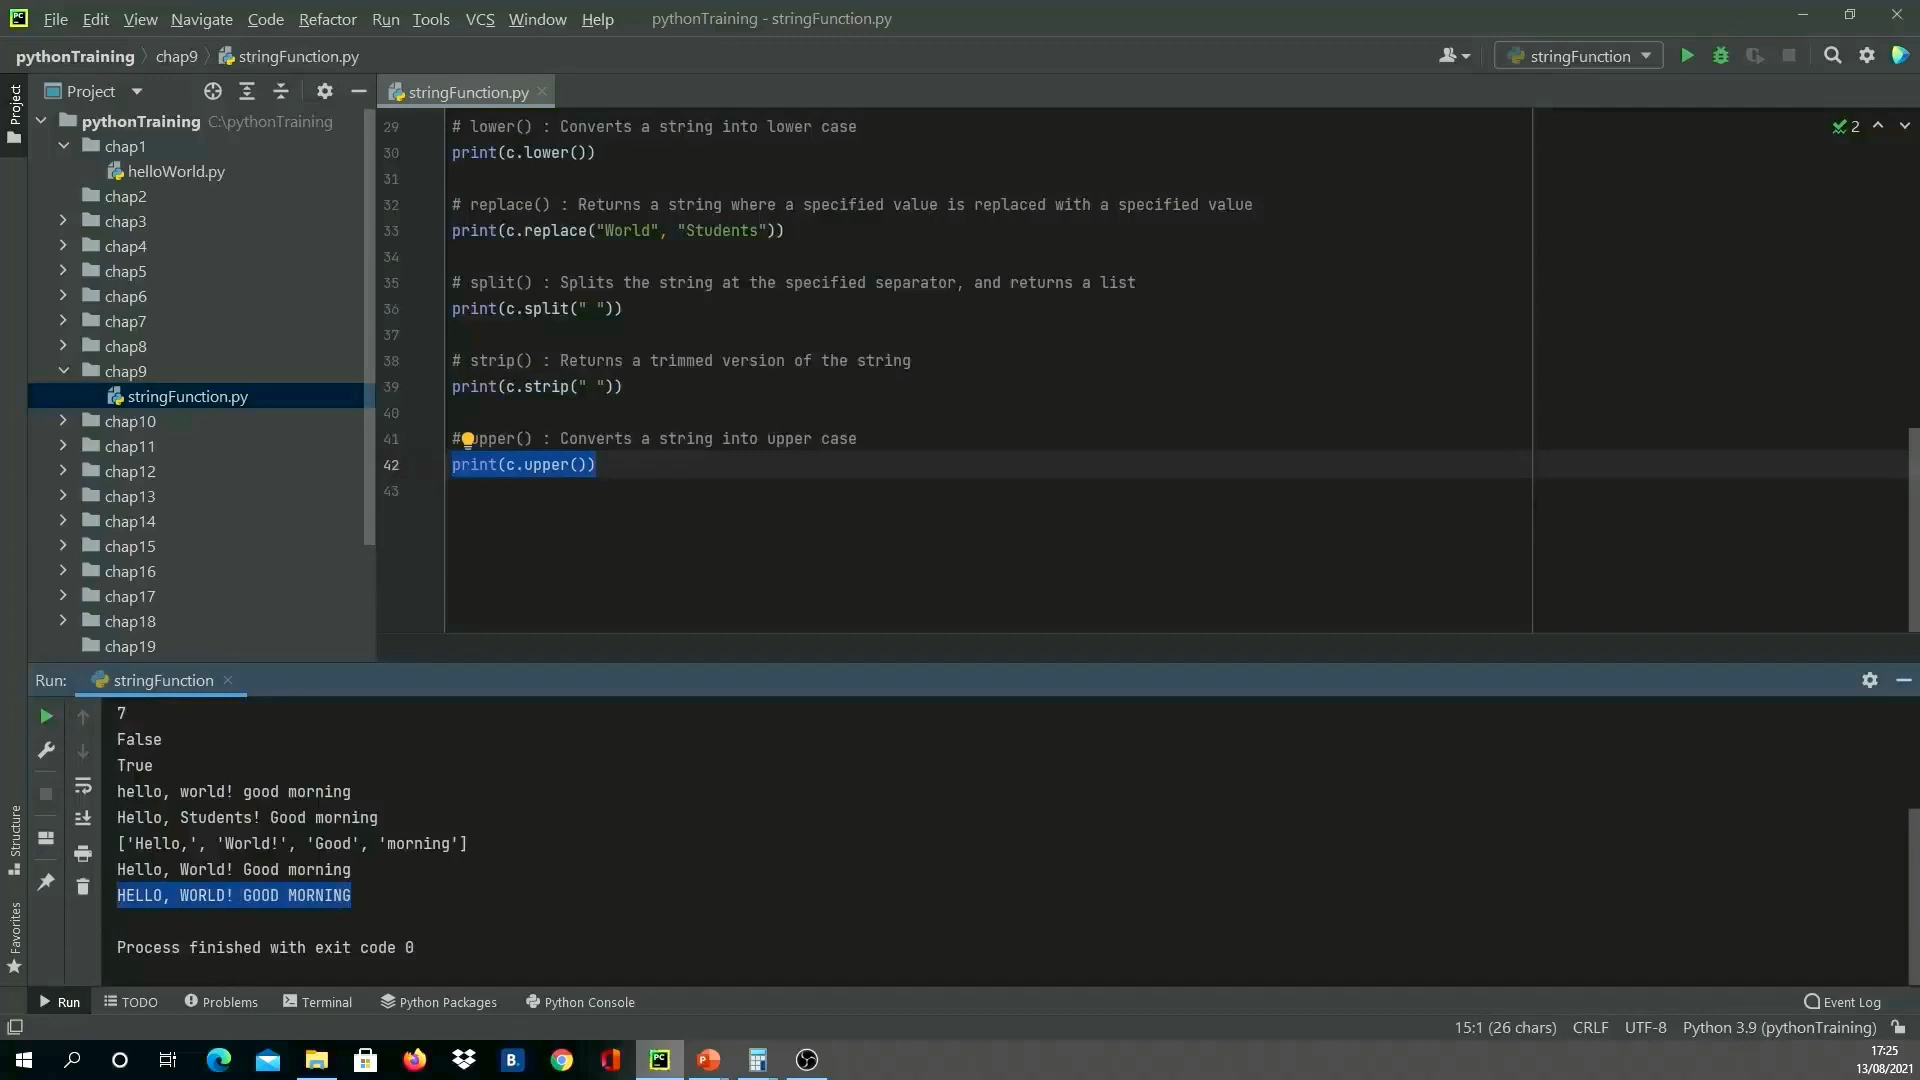 PC File Edit View Navigate Code Refactor Run Tools VCS Window Help pythonTraining - stringFunction.py
pythonTraining chap9 stringFunction.py stringFunction
Project
Project
stringFunction.py
pythonTraining C:\pythonTraining
chap1
helloWorld.py
chap2
chap3
chap4
chap5
chap6
chap7
chap8
chap9
stringFunction.py
chap10
chap11
chap12
chap13
chap14
chap15
chap16
chap17
chap18
chap19
2
29 # lower() : Converts a string into lower case
30 print(c.lower())
31
32 # replace() : Returns a string where a specified value is replaced with a specified value
33 print(c.replace("World", "Students"))
34
35 # split() : Splits the string at the specified separator, and returns a list
36 print(c.split(" "))
37
38 # strip() : Returns a trimmed version of the string
39 print(c.strip(" "))
40
41 # upper() : Converts a string into upper case
42 print(c.upper())
43
Run: stringFunction
7
False
True
hello, world! good morning
Hello, Students! Good morning
['Hello,', 'World!', 'Good', 'morning']
Hello, World! Good morning
HELLO, WORLD! GOOD MORNING
Process finished with exit code 0
Structure
Favorites
Run TODO Problems Terminal Python Packages Python Console Event Log
15:1 (26 chars) CRLF UTF-8 Python 3.9 (pythonTraining)
B. PC P
17:25
13/08/2021